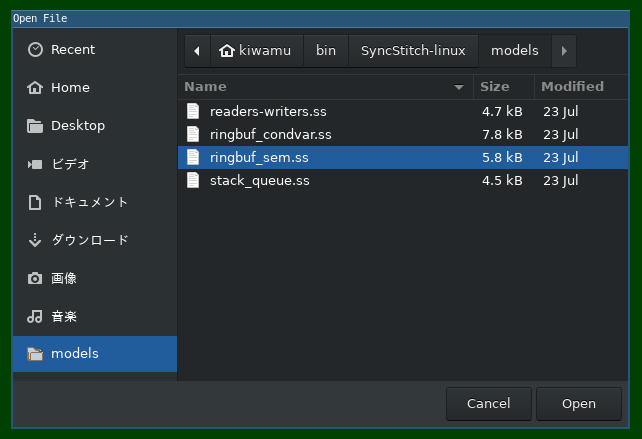 Open File
Recent
Home
Desktop
ビデオ
ドキュメント
ダウンロード
画像
音楽
models
kiwamu bin SyncStitch-linux models
Name Size Modified
readers-writers.ss 4.7 kB 23 Jul
ringbuf_condvar.ss 7.8 kB 23 Jul
ringbuf_sem.ss 5.8 kB 23 Jul
stack_queue.ss 4.5 kB 23 Jul
Cancel Open